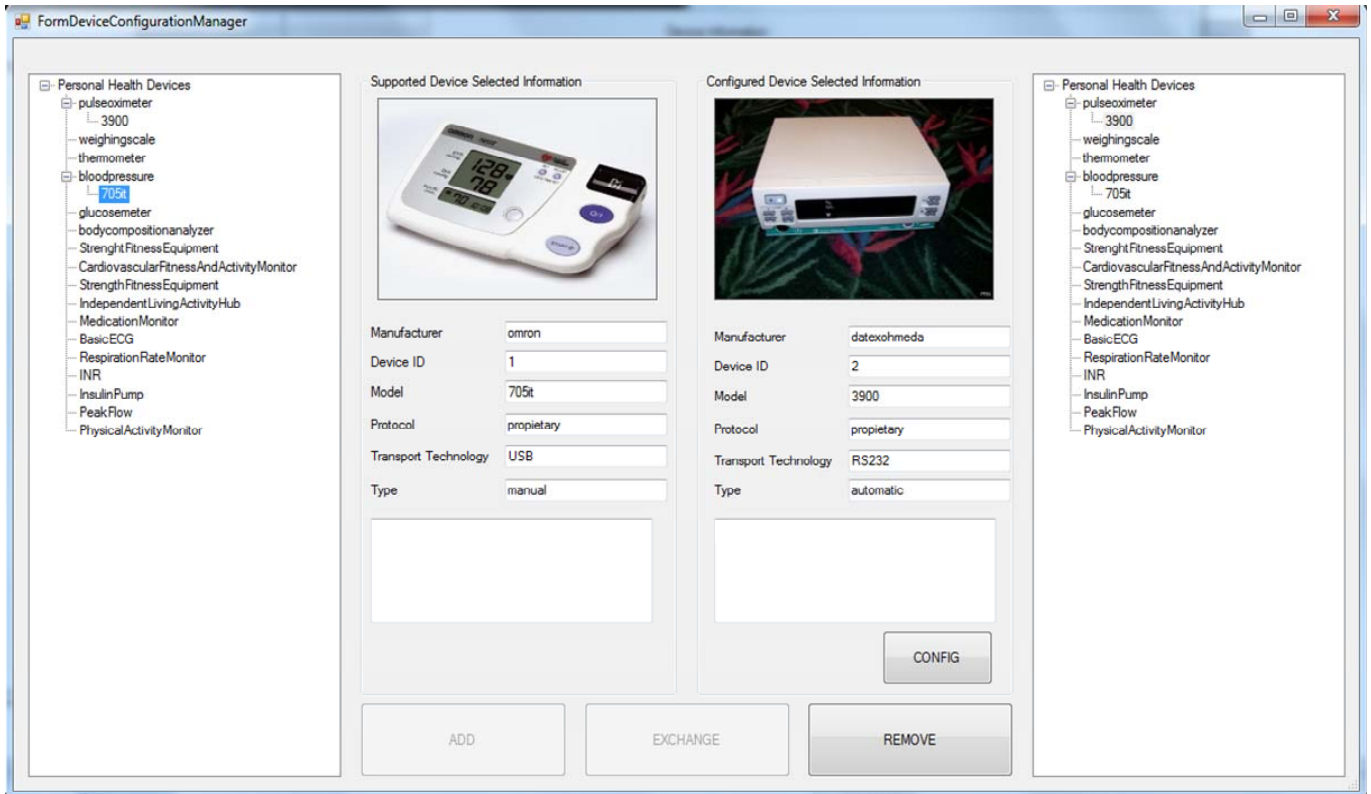 FormDeviceConfigurationManager
Personal Health Devices
pulseoximeter
3900
weighingscale
thermometer
bloodpressure
705it
glucosemeter
bodycompositionanalyzer
StrenghtFitnessEquipment
CardiovascularFitnessAndActivityMonitor
StrengthFitnessEquipment
IndependentLivingActivityHub
MedicationMonitor
BasicECG
RespirationRateMonitor
INR
InsulinPump
PeakFlow
PhysicalActivityMonitor
Supported Device Selected Information
128
78
70
Manufacturer omron
Device ID 1
Model 705it
Protocol propietary
Transport Technology USB
Type manual
Configured Device Selected Information
Manufacturer datexohmeda
Device ID 2
Model 3900
Protocol propietary
Transport Technology RS232
Type automatic
CONFIG
ADD
EXCHANGE
REMOVE
Personal Health Devices
pulseoximeter
3900
weighingscale
thermometer
bloodpressure
705it
glucosemeter
bodycompositionanalyzer
StrenghtFitnessEquipment
CardiovascularFitnessAndActivityMonitor
StrengthFitnessEquipment
IndependentLivingActivityHub
MedicationMonitor
BasicECG
RespirationRateMonitor
INR
InsulinPump
PeakFlow
PhysicalActivityMonitor